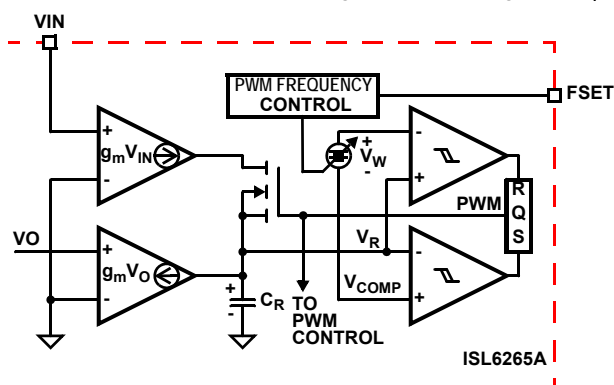 VIN
PWM FREQUENCY
CONTROL
FSET
+
gmVIN
-
+
VW
-
-
+
R
Q
S
PWM
VO
+
gmVO
-
VR
-
VCOMP
+
+
-
CR
TO
PWM
CONTROL
ISL6265A